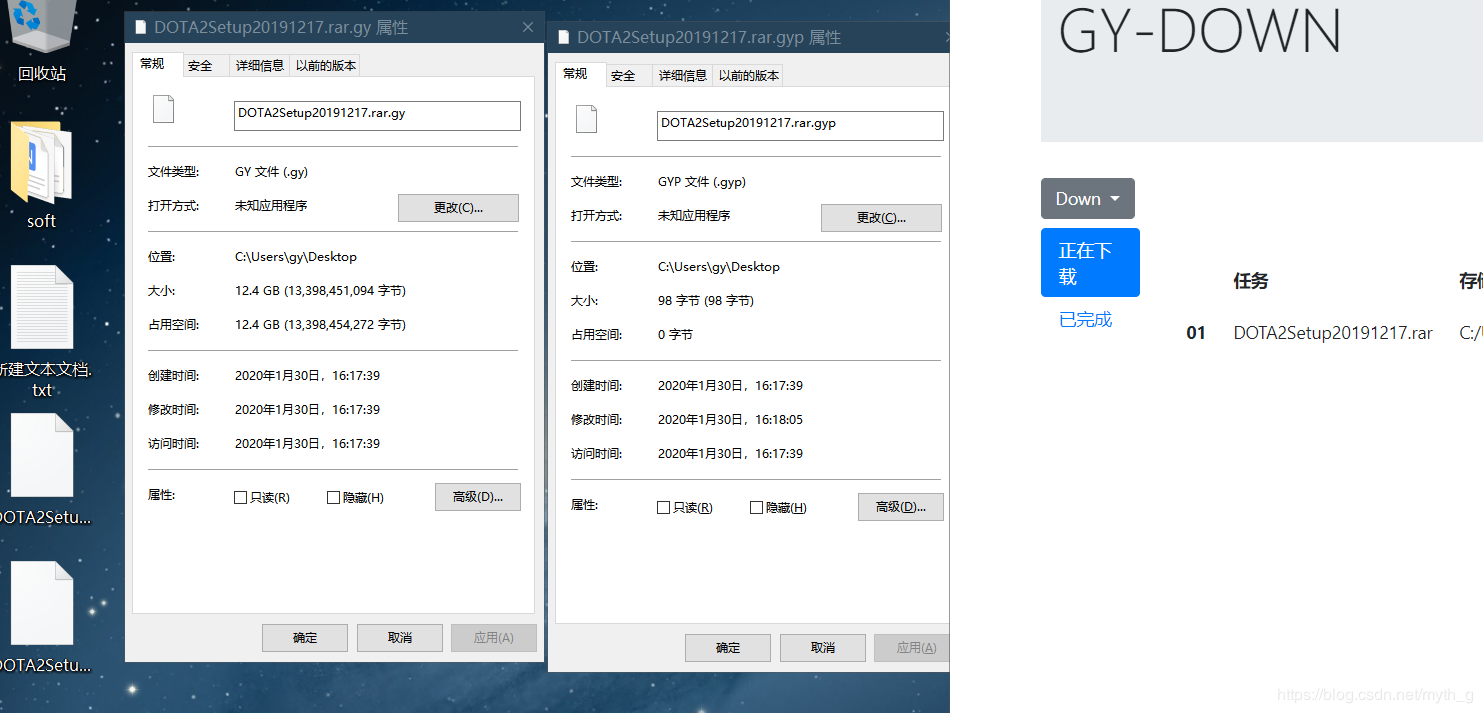 回收站
soft
新建文本文档.
txt
DOTA2Setu...
DOTA2Setu...
DOTA2Setup20191217.rar.gy 属性
常规 安全 详细信息 以前的版本
DOTA2Setup20191217.rar.gy
文件类型: GY 文件 (.gy)
打开方式: 未知应用程序 更改(C)...
位置: C:\Users\gy\Desktop
大小: 12.4 GB (13,398,451,094 字节)
占用空间: 12.4 GB (13,398,454,272 字节)
创建时间: 2020年1月30日，16:17:39
修改时间: 2020年1月30日，16:17:39
访问时间: 2020年1月30日，16:17:39
属性: 只读(R) 隐藏(H) 高级(D)...
确定 取消 应用(A)
DOTA2Setup20191217.rar.gyp 属性
常规 安全 详细信息 以前的版本
DOTA2Setup20191217.rar.gyp
文件类型: GYP 文件 (.gyp)
打开方式: 未知应用程序 更改(C)...
位置: C:\Users\gy\Desktop
大小: 98 字节 (98 字节)
占用空间: 0 字节
创建时间: 2020年1月30日，16:17:39
修改时间: 2020年1月30日，16:18:05
访问时间: 2020年1月30日，16:17:39
属性: 只读(R) 隐藏(H) 高级(D)...
确定 取消 应用(A)
GY-DOWN
Down
正在下
载
已完成
任务
01 DOTA2Setup20191217.rar C:/
https://blog.csdn.net/myth_g